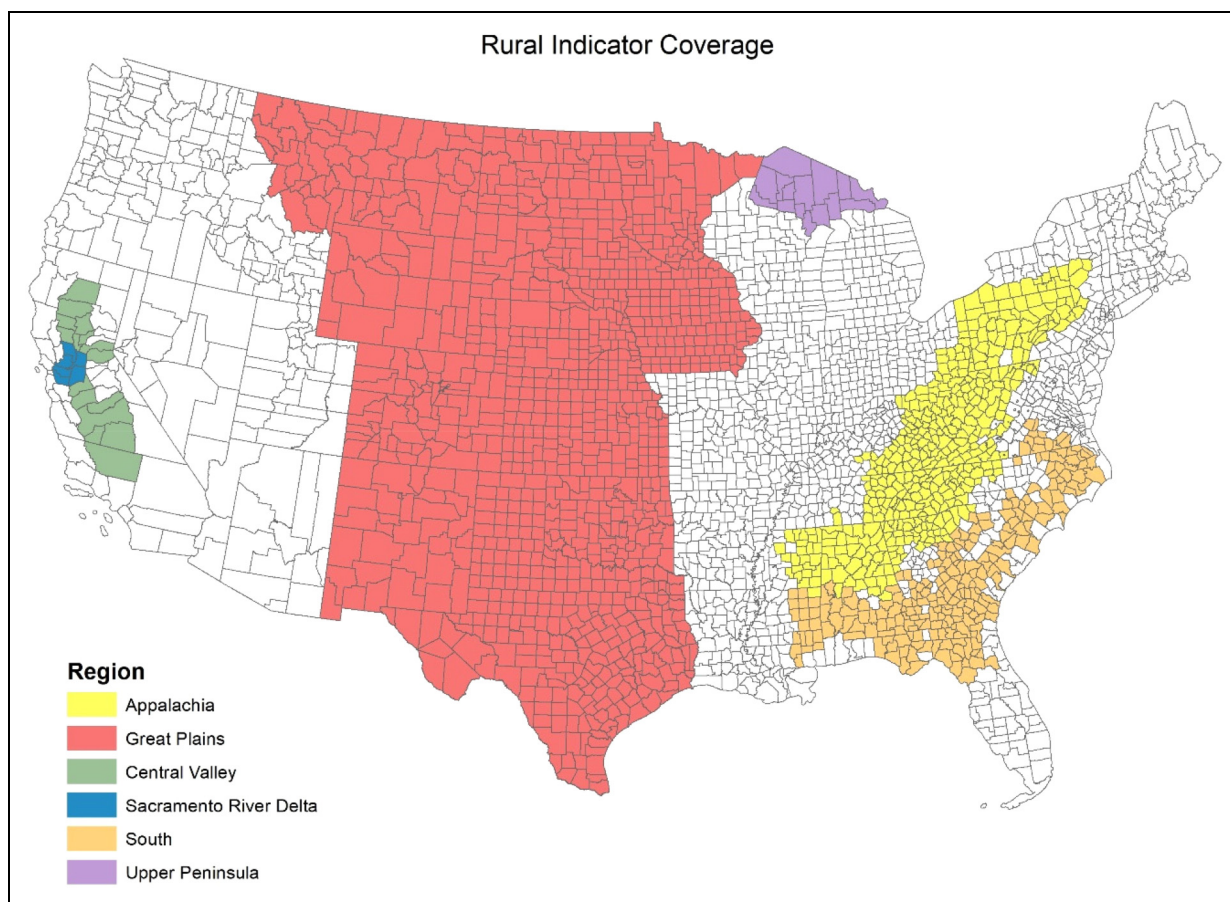 Rural Indicator Coverage
Region
Appalachia
Great Plains
Central Valley
Sacramento River Delta
South
Upper Peninsula